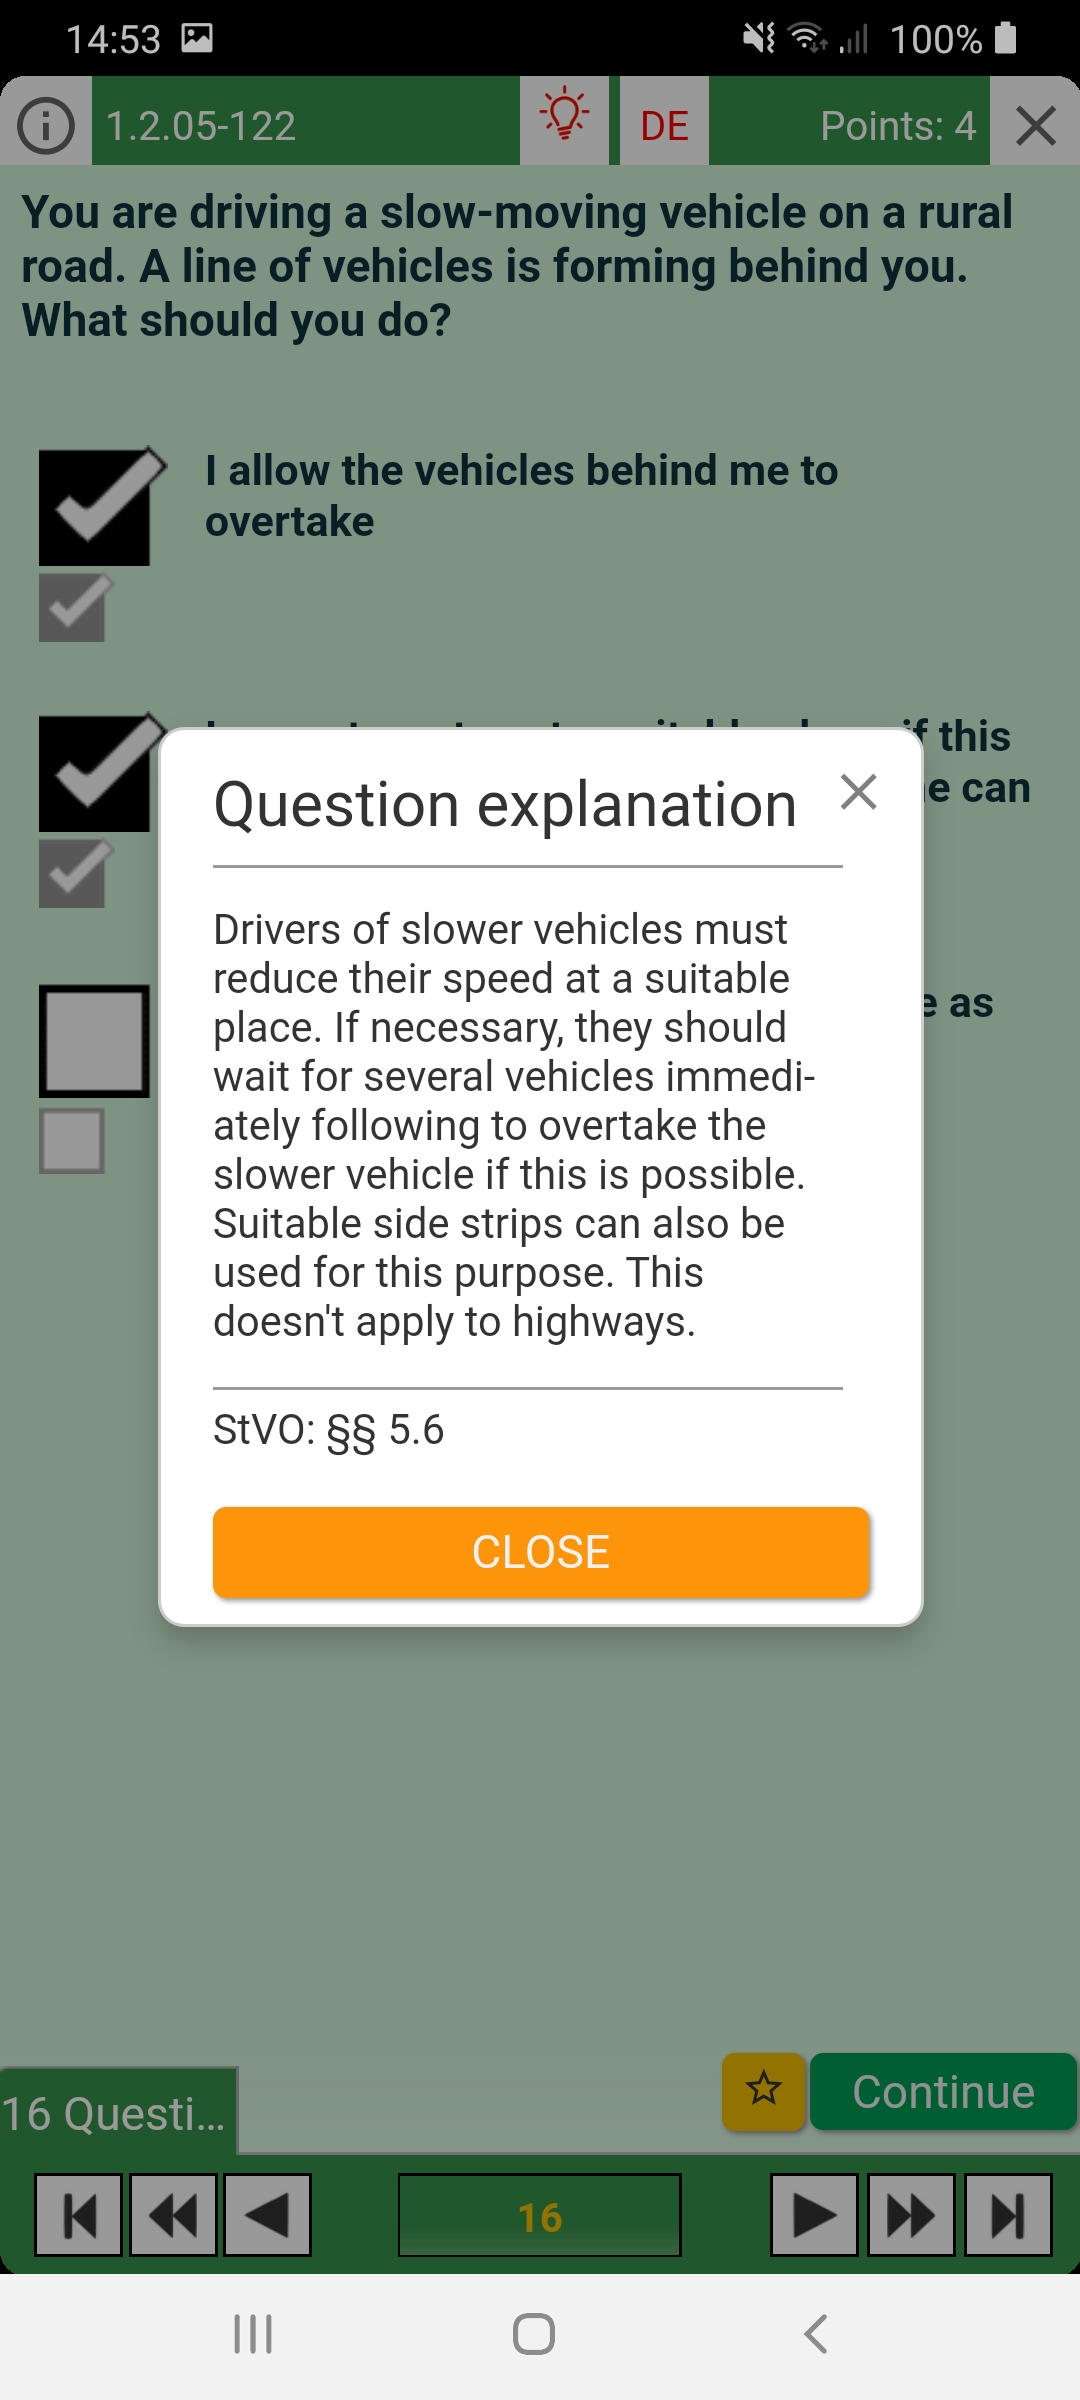 14:53
100%
1.2.05-122
DE
Points: 4
You are driving a slow-moving vehicle on a rural
road. A line of vehicles is forming behind you.
What should you do?
I allow the vehicles behind me to
overtake
if this
can
Question explanation
as
Drivers of slower vehicles must
reduce their speed at a suitable
place. If necessary, they should
wait for several vehicles immedi-
ately following to overtake the
slower vehicle if this is possible.
Suitable side strips can also be
used for this purpose. This
doesn't apply to highways.
StVO: §§ 5.6
CLOSE
Continue
16 Questi...
16